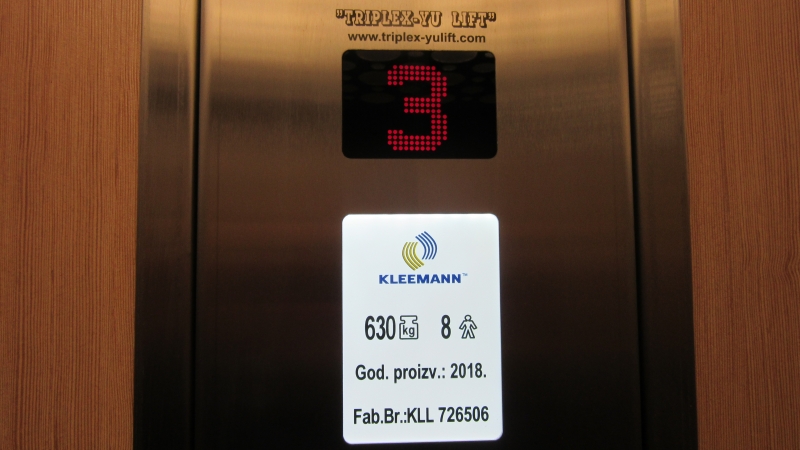 "TRIPLEX-YU LIFT"
www.triplex-yulift.com
3
KLEEMANN™
630 kg 8
God. proizv.: 2018.
Fab.Br.:KLL 726506